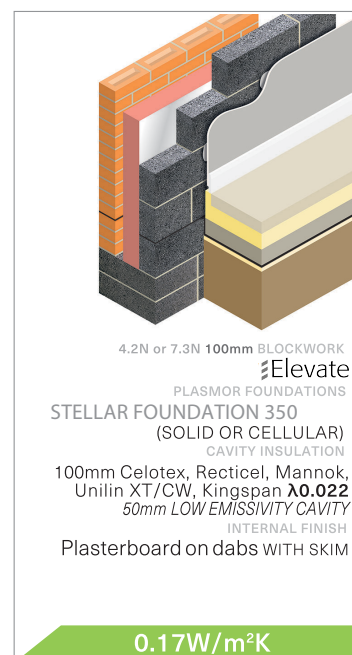 4.2N or 7.3N 100mm BLOCKWORK
Elevate
PLASMOR FOUNDATIONS
STELLAR FOUNDATION 350
(SOLID OR CELLULAR)
CAVITY INSULATION
100mm Celotex, Recticel, Mannok,
Unilin XT/CW, Kingspan λ0.022
50mm LOW EMISSIVITY CAVITY
INTERNAL FINISH
Plasterboard on dabs WITH SKIM
0.17W/m²K